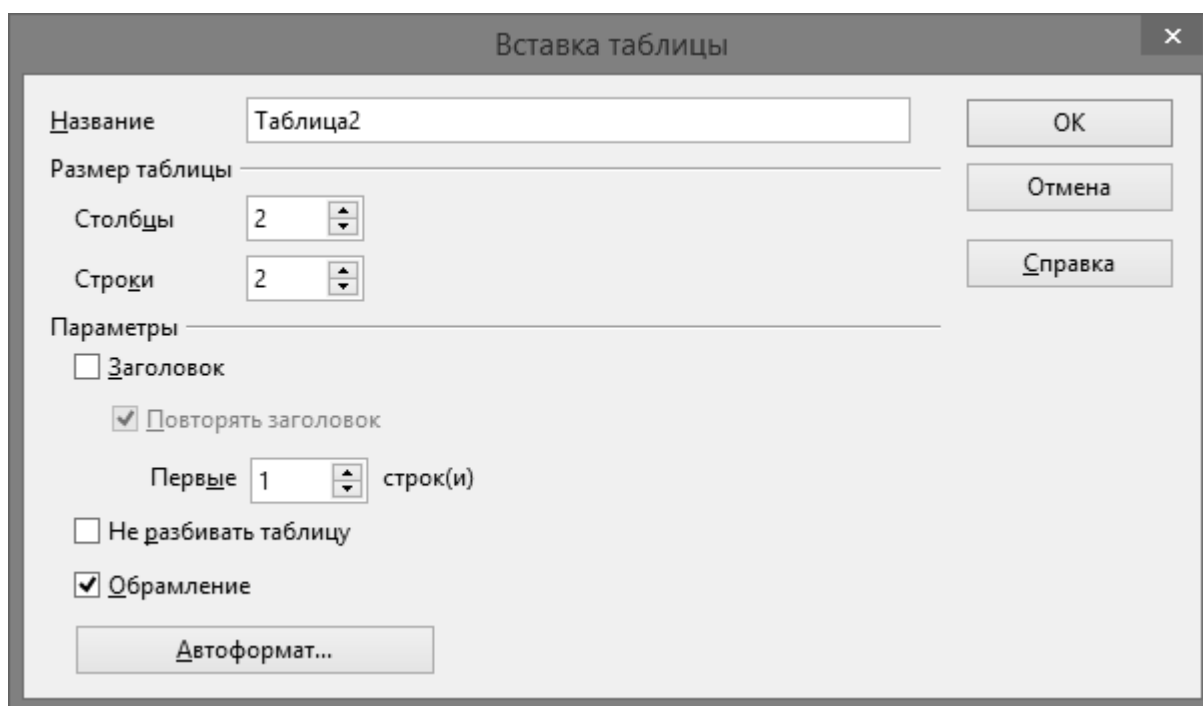 Вставка таблицы
Название Таблица2
OK
Размер таблицы
Отмена
Столбцы 2
Строки 2
Справка
Параметры
Заголовок
Повторять заголовок
Первые 1 строк(и)
Не разбивать таблицу
Обрамление
Автоформат...